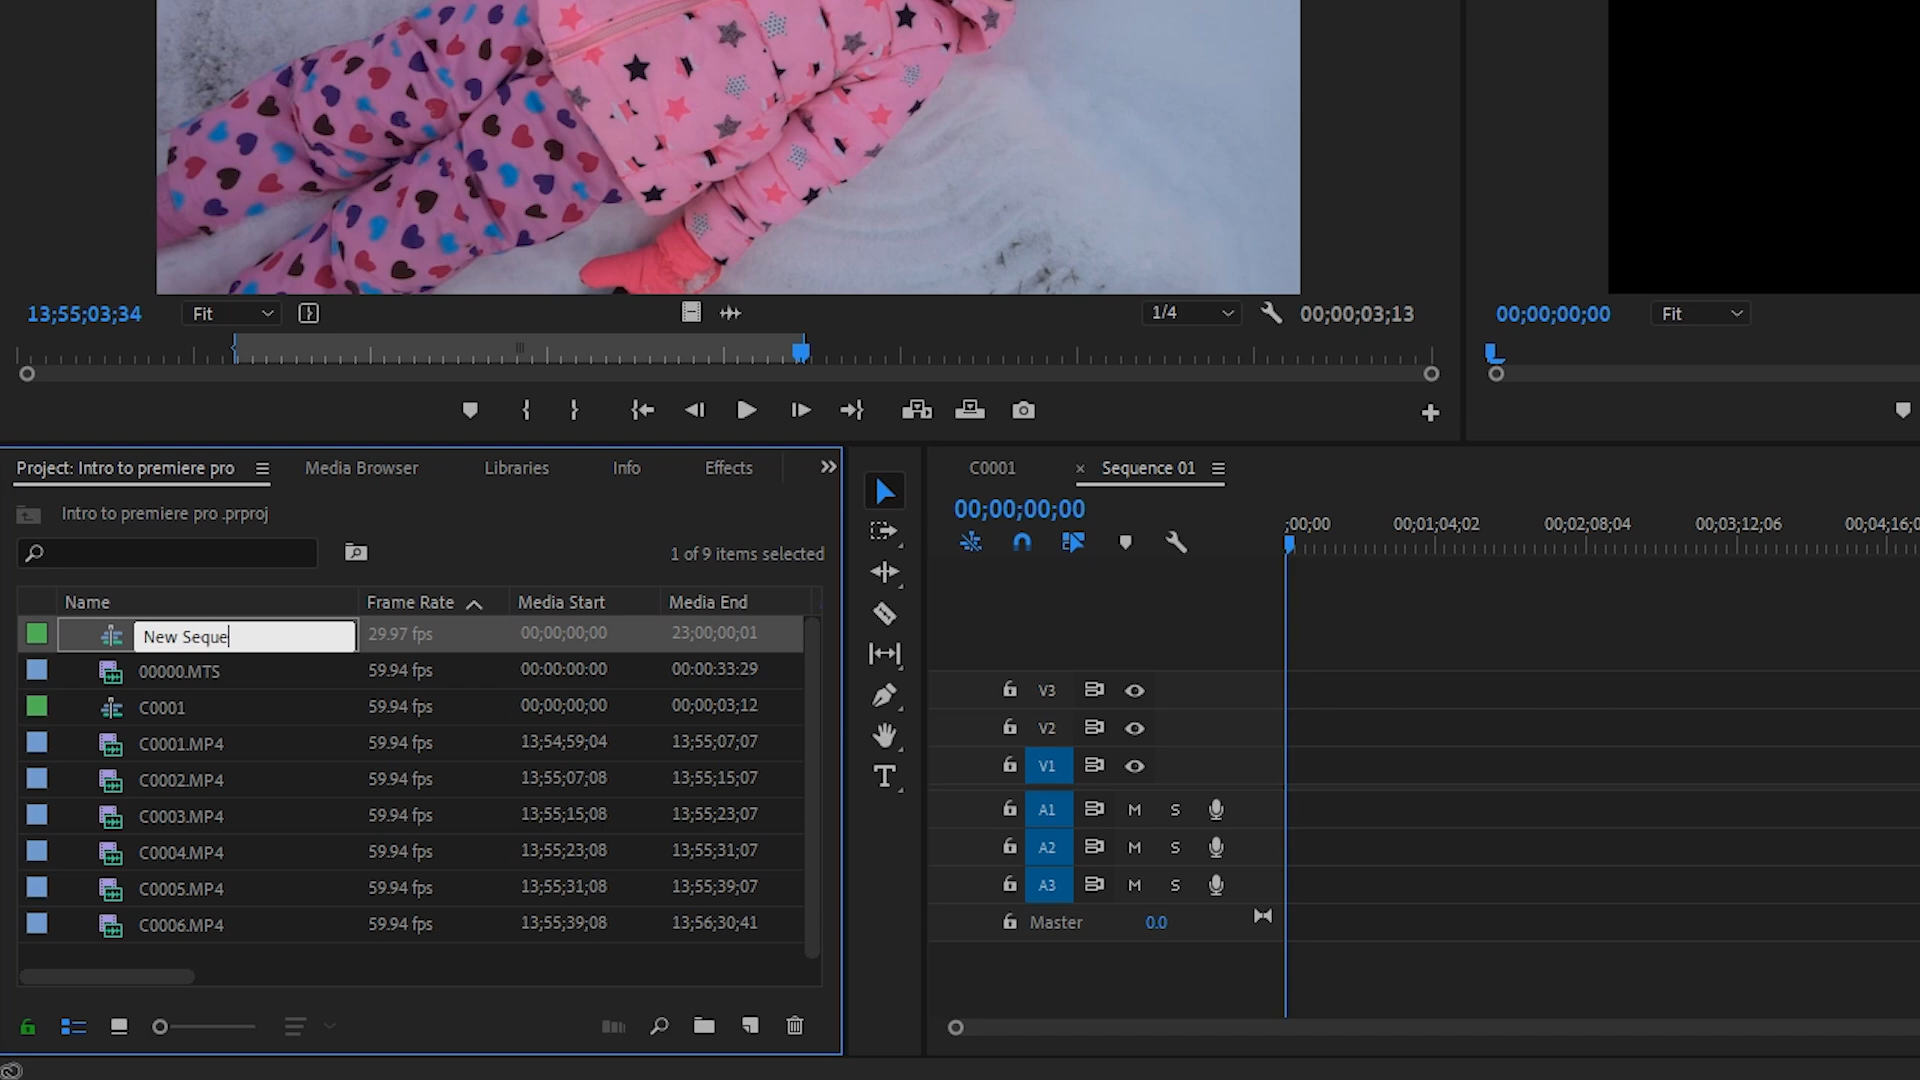 13;55;03;34 Fit 1/4 00;00;03;13 00;00;00;00 Fit
Project: Intro to premiere pro Media Browser Libraries Info Effects
Intro to premiere pro .prproj
1 of 9 items selected
Name Frame Rate Media Start Media End
New Seque 29.97 fps 00;00;00;00 23;00;00;01
00000.MTS 59.94 fps 00:00:00:00 00:00:33:29
C0001 59.94 fps 00;00;00;00 00;00;03;12
C0001.MP4 59.94 fps 13;54;59;04 13;55;07;07
C0002.MP4 59.94 fps 13;55;07;08 13;55;15;07
C0003.MP4 59.94 fps 13;55;15;08 13;55;23;07
C0004.MP4 59.94 fps 13;55;23;08 13;55;31;07
C0005.MP4 59.94 fps 13;55;31;08 13;55;39;07
C0006.MP4 59.94 fps 13;55;39;08 13;56;30;41
T
C0001 × Sequence 01
00;00;00;00
;00;00 00;01;04;02 00;02;08;04 00;03;12;06 00;04;16;0
V3
V2
V1
A1 M S
A2 M S
A3 M S
Master 0.0